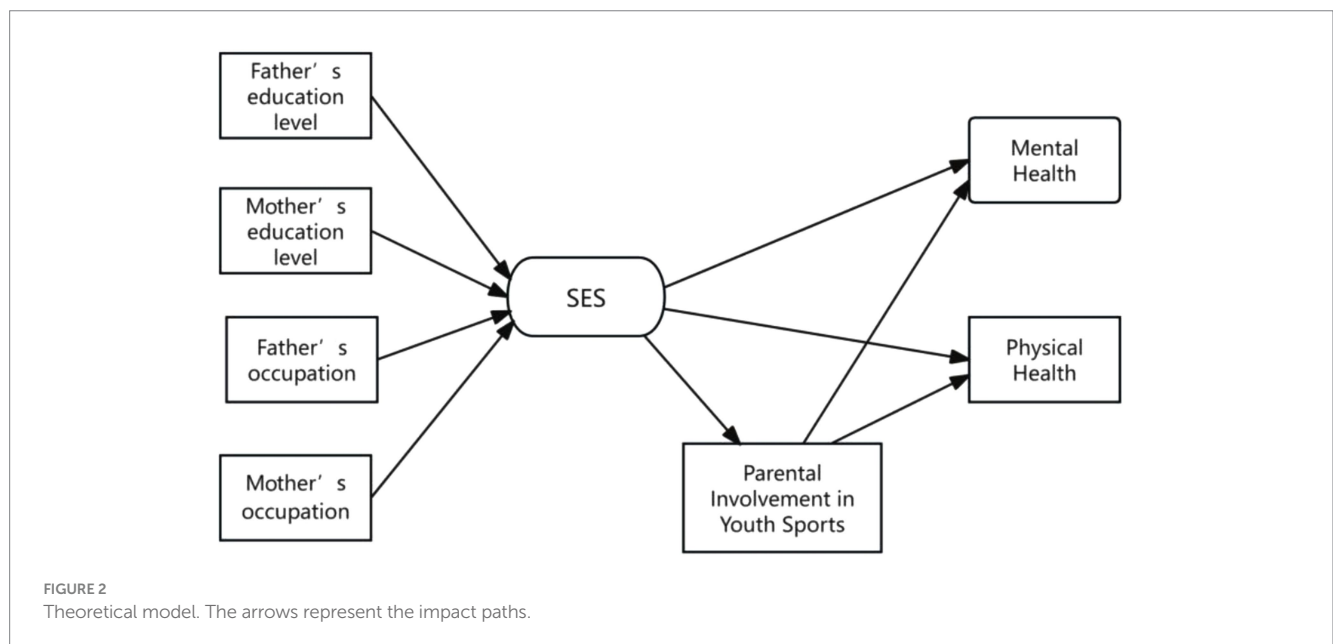 Father’s
education
level
Mother’s
education
level
Father’s
occupation
Mother’s
occupation
SES
Mental
Health
Physical
Health
Parental
Involvement in
Youth Sports
FIGURE 2
Theoretical model. The arrows represent the impact paths.